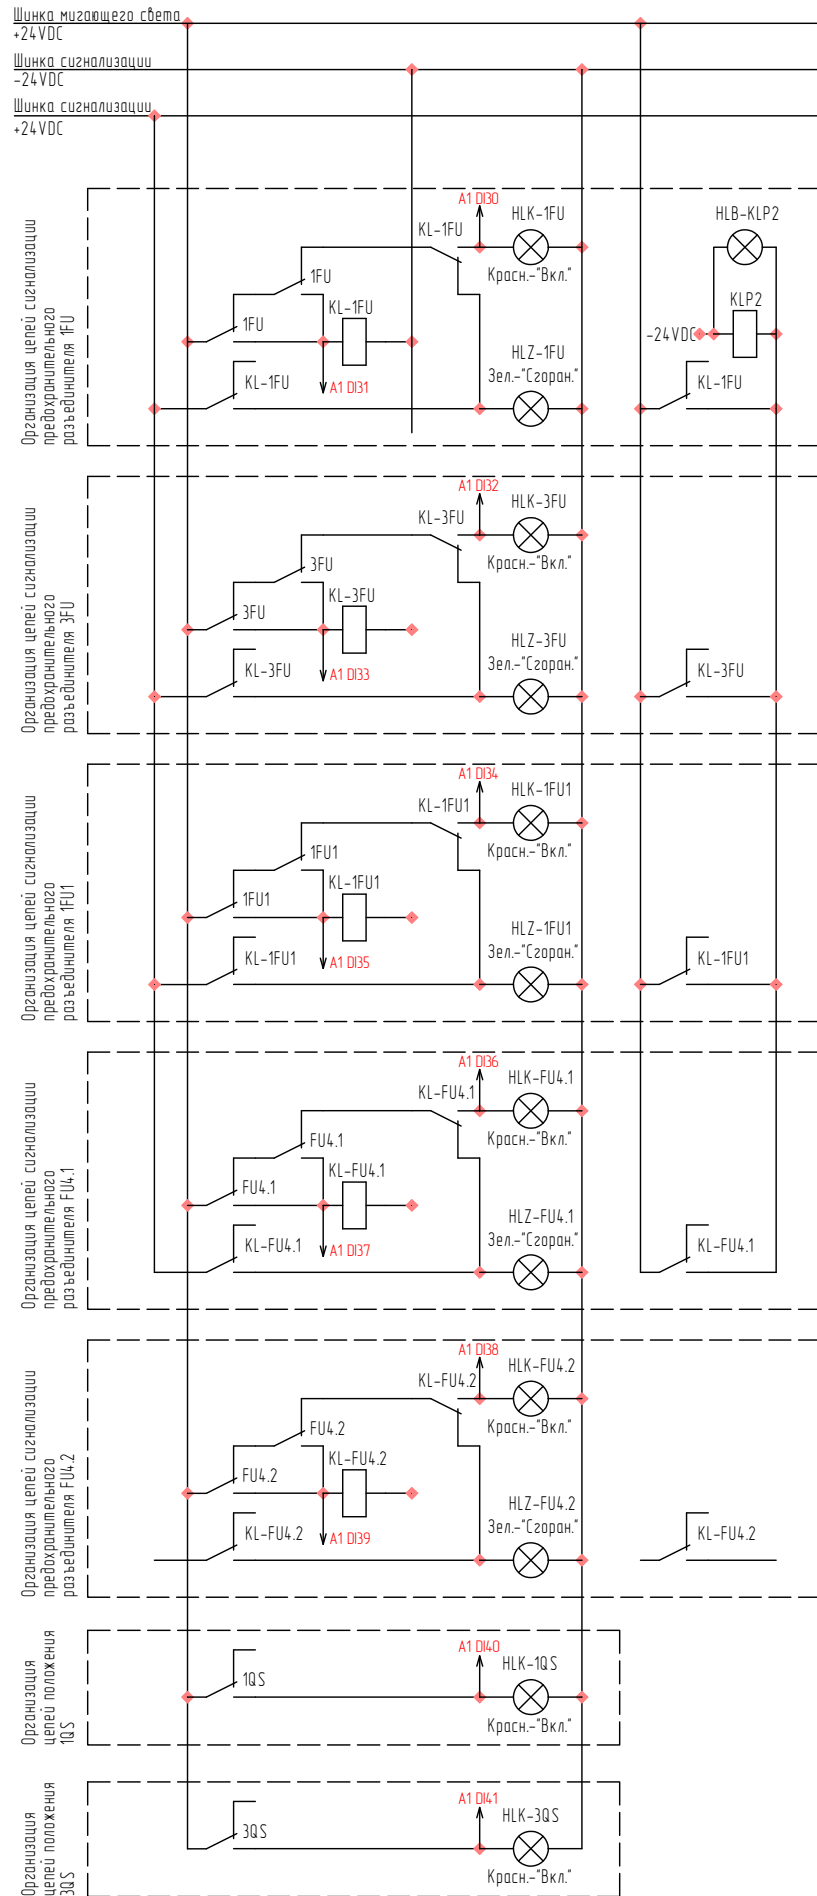 Шинка мигающего света
+24VDC
Шинка сигнализации
-24VDC
Шинка сигнализации
+24VDC
Организация цепей сигнализации
предохранительного
разъединителя 1FU
A1 DI30
HLK-1FU
KL-1FU
Красн.-"Вкл."
1FU
KL-1FU
1FU
A1 DI31
KL-1FU
HLZ-1FU
Зел.-"Сгоран."
HLB-KLP2
KLP2
-24VDC
KL-1FU
Организация цепей сигнализации
предохранительного
разъединителя 3FU
A1 DI32
HLK-3FU
KL-3FU
Красн.-"Вкл."
3FU
KL-3FU
3FU
A1 DI33
KL-3FU
HLZ-3FU
Зел.-"Сгоран."
KL-3FU
Организация цепей сигнализации
предохранительного
разъединителя 1FU1
A1 DI34
HLK-1FU1
KL-1FU1
Красн.-"Вкл."
1FU1
KL-1FU1
1FU1
A1 DI35
KL-1FU1
HLZ-1FU1
Зел.-"Сгоран."
KL-1FU1
Организация цепей сигнализации
предохранительного
разъединителя FU4.1
A1 DI36
HLK-FU4.1
KL-FU4.1
Красн.-"Вкл."
FU4.1
KL-FU4.1
FU4.1
A1 DI37
KL-FU4.1
HLZ-FU4.1
Зел.-"Сгоран."
KL-FU4.1
Организация цепей сигнализации
предохранительного
разъединителя FU4.2
A1 DI38
HLK-FU4.2
KL-FU4.2
Красн.-"Вкл."
FU4.2
KL-FU4.2
FU4.2
A1 DI39
KL-FU4.2
HLZ-FU4.2
Зел.-"Сгоран."
KL-FU4.2
Организация
цепей положения
1QS
A1 DI40
HLK-1QS
1QS
Красн.-"Вкл."
Организация
цепей положения
3QS
A1 DI41
HLK-3QS
3QS
Красн.-"Вкл."